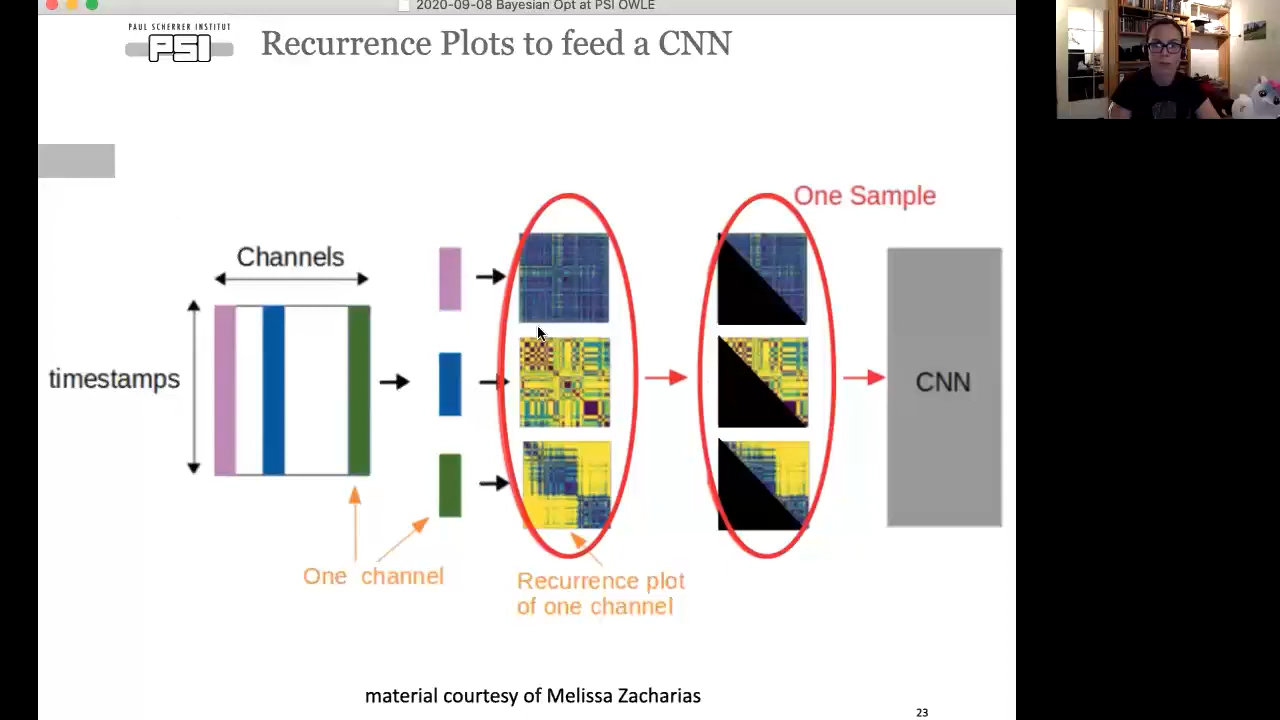 2020-09-08 Bayesian Opt at PSI OWLE
PAUL SCHERRER INSTITUT
PSI
Recurrence Plots to feed a CNN
One Sample
Channels
timestamps
CNN
One channel
Recurrence plot
of one channel
material courtesy of Melissa Zacharias
23